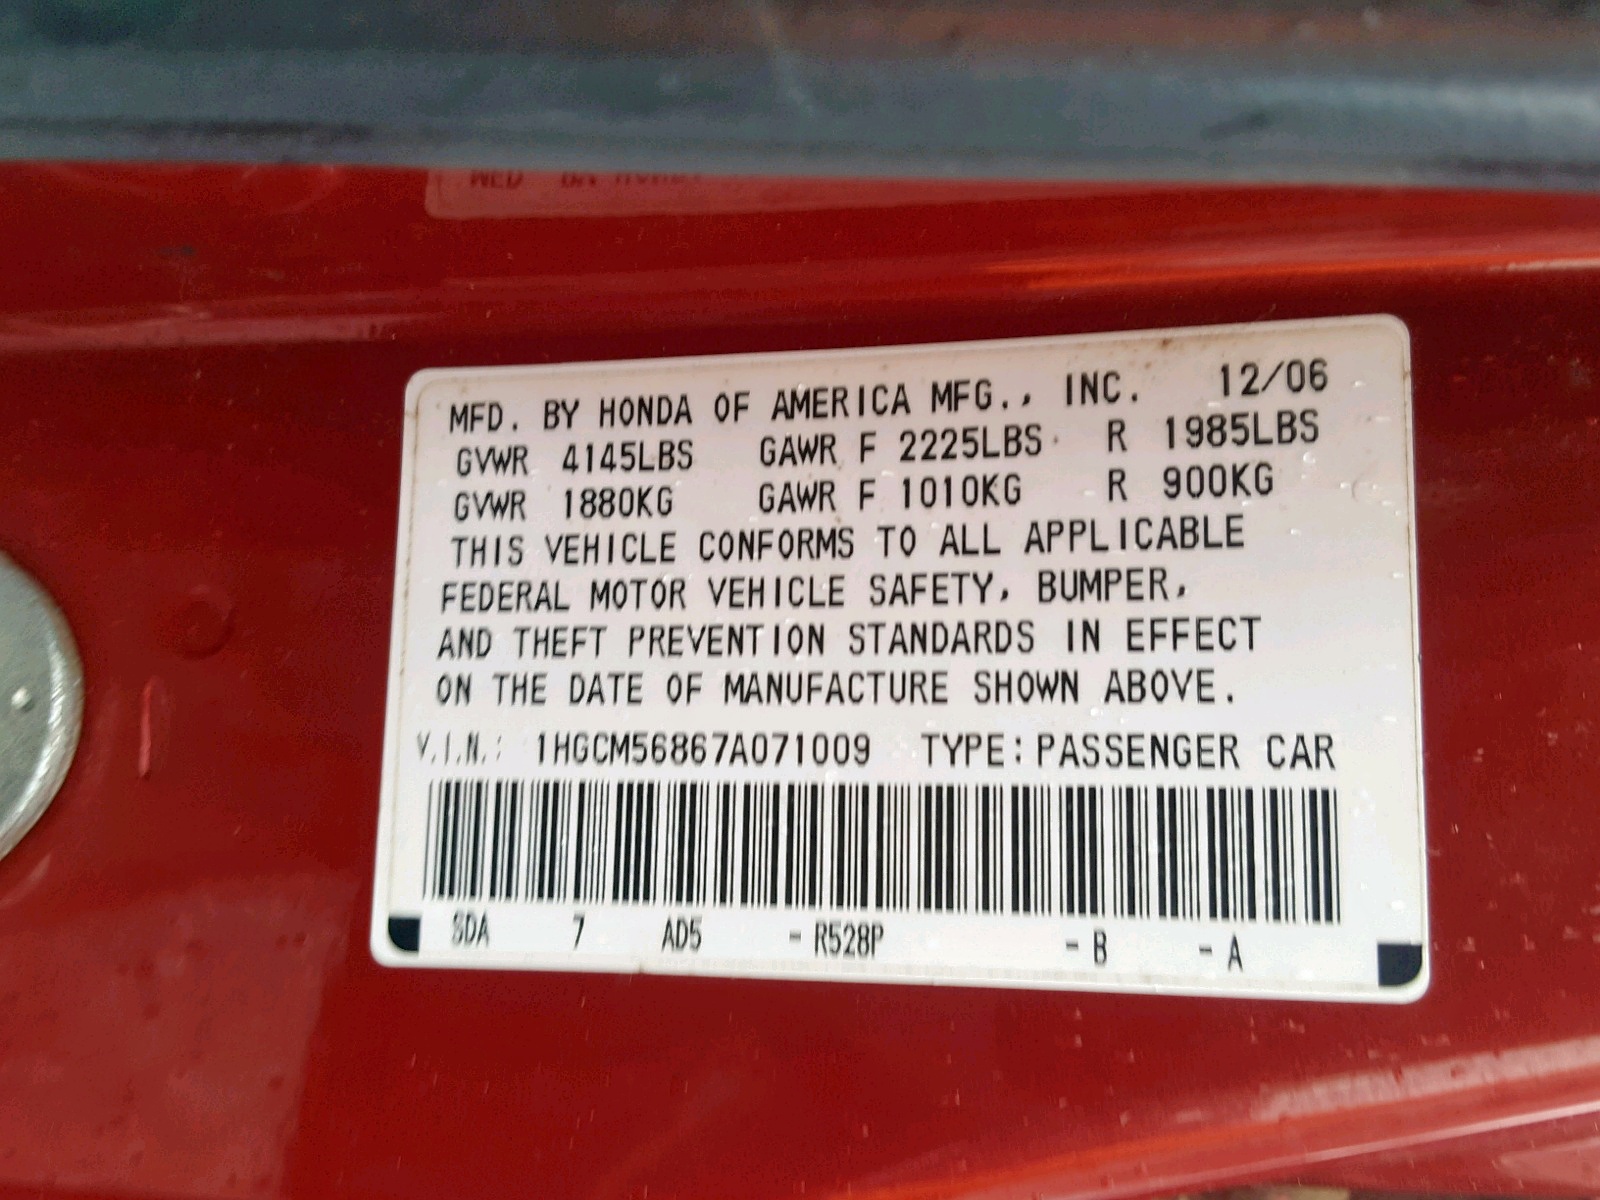 MFD. BY HONDA OF AMERICA MFG., INC. 12/06
GVWR 4145LBS GAWR F 2225LBS R 1985LBS
GVWR 1880KG GAWR F 1010KG R 900KG
THIS VEHICLE CONFORMS TO ALL APPLICABLE
FEDERAL MOTOR VEHICLE SAFETY, BUMPER,
AND THEFT PREVENTION STANDARDS IN EFFECT
ON THE DATE OF MANUFACTURE SHOWN ABOVE.
V.I.N.: 1HGCM56867A071009 TYPE: PASSENGER CAR
SDA 7 AD5 - R528P - B - A